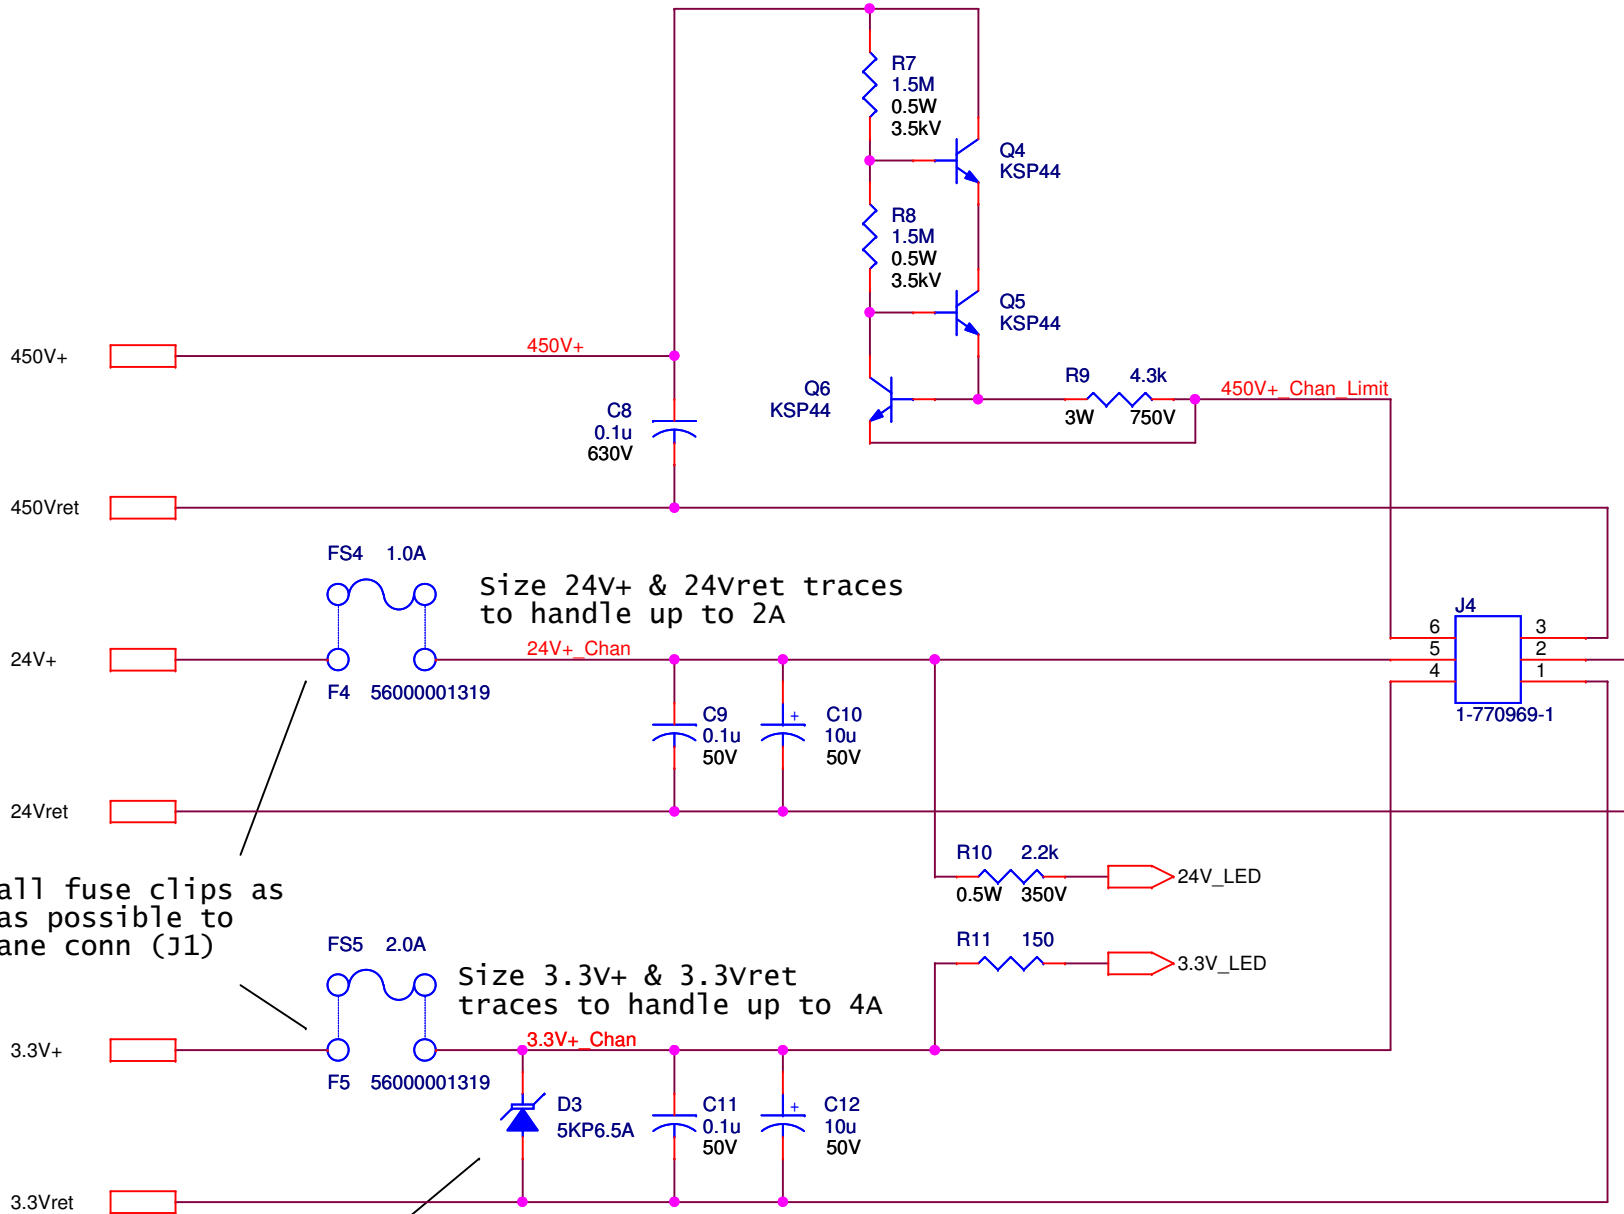 R7
1.5M
0.5W
3.5kV
Q4
KSP44
R8
1.5M
0.5W
3.5kV
Q5
KSP44
450V+
450V+
Q6
KSP44
R9 4.3k
3W 750V
450V+_Chan_Limit
C8
0.1u
630V
450Vret
FS4 1.0A
Size 24V+ & 24Vret traces
to handle up to 2A
24V+
24V+_Chan
F4 56000001319
J4
6 3
5 2
4 1
1-770969-1
C9
0.1u
50V
+
C10
10u
50V
24Vret
R10 2.2k
0.5W 350V
24V_LED
all fuse clips as
as possible to
ane conn (J1)
R11 150
3.3V_LED
FS5 2.0A
Size 3.3V+ & 3.3Vret
traces to handle up to 4A
3.3V+
3.3V+_Chan
F5 56000001319
D3
5KP6.5A
C11
0.1u
50V
+
C12
10u
50V
3.3Vret